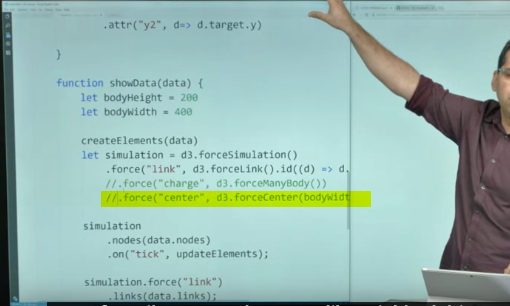 .attr("y2", d=> d.target.y)
}
function showData(data) {
let bodyHeight = 200
let bodyWidth = 400
createElements(data)
let simulation = d3.forceSimulation()
.force("link", d3.forceLink().id((d) => d.
//.force("charge", d3.forceManyBody())
//.force("center", d3.forceCenter(bodyWidt
simulation
.nodes(data.nodes)
.on("tick", updateElements);
simulation.force("link")
.links(data.links);